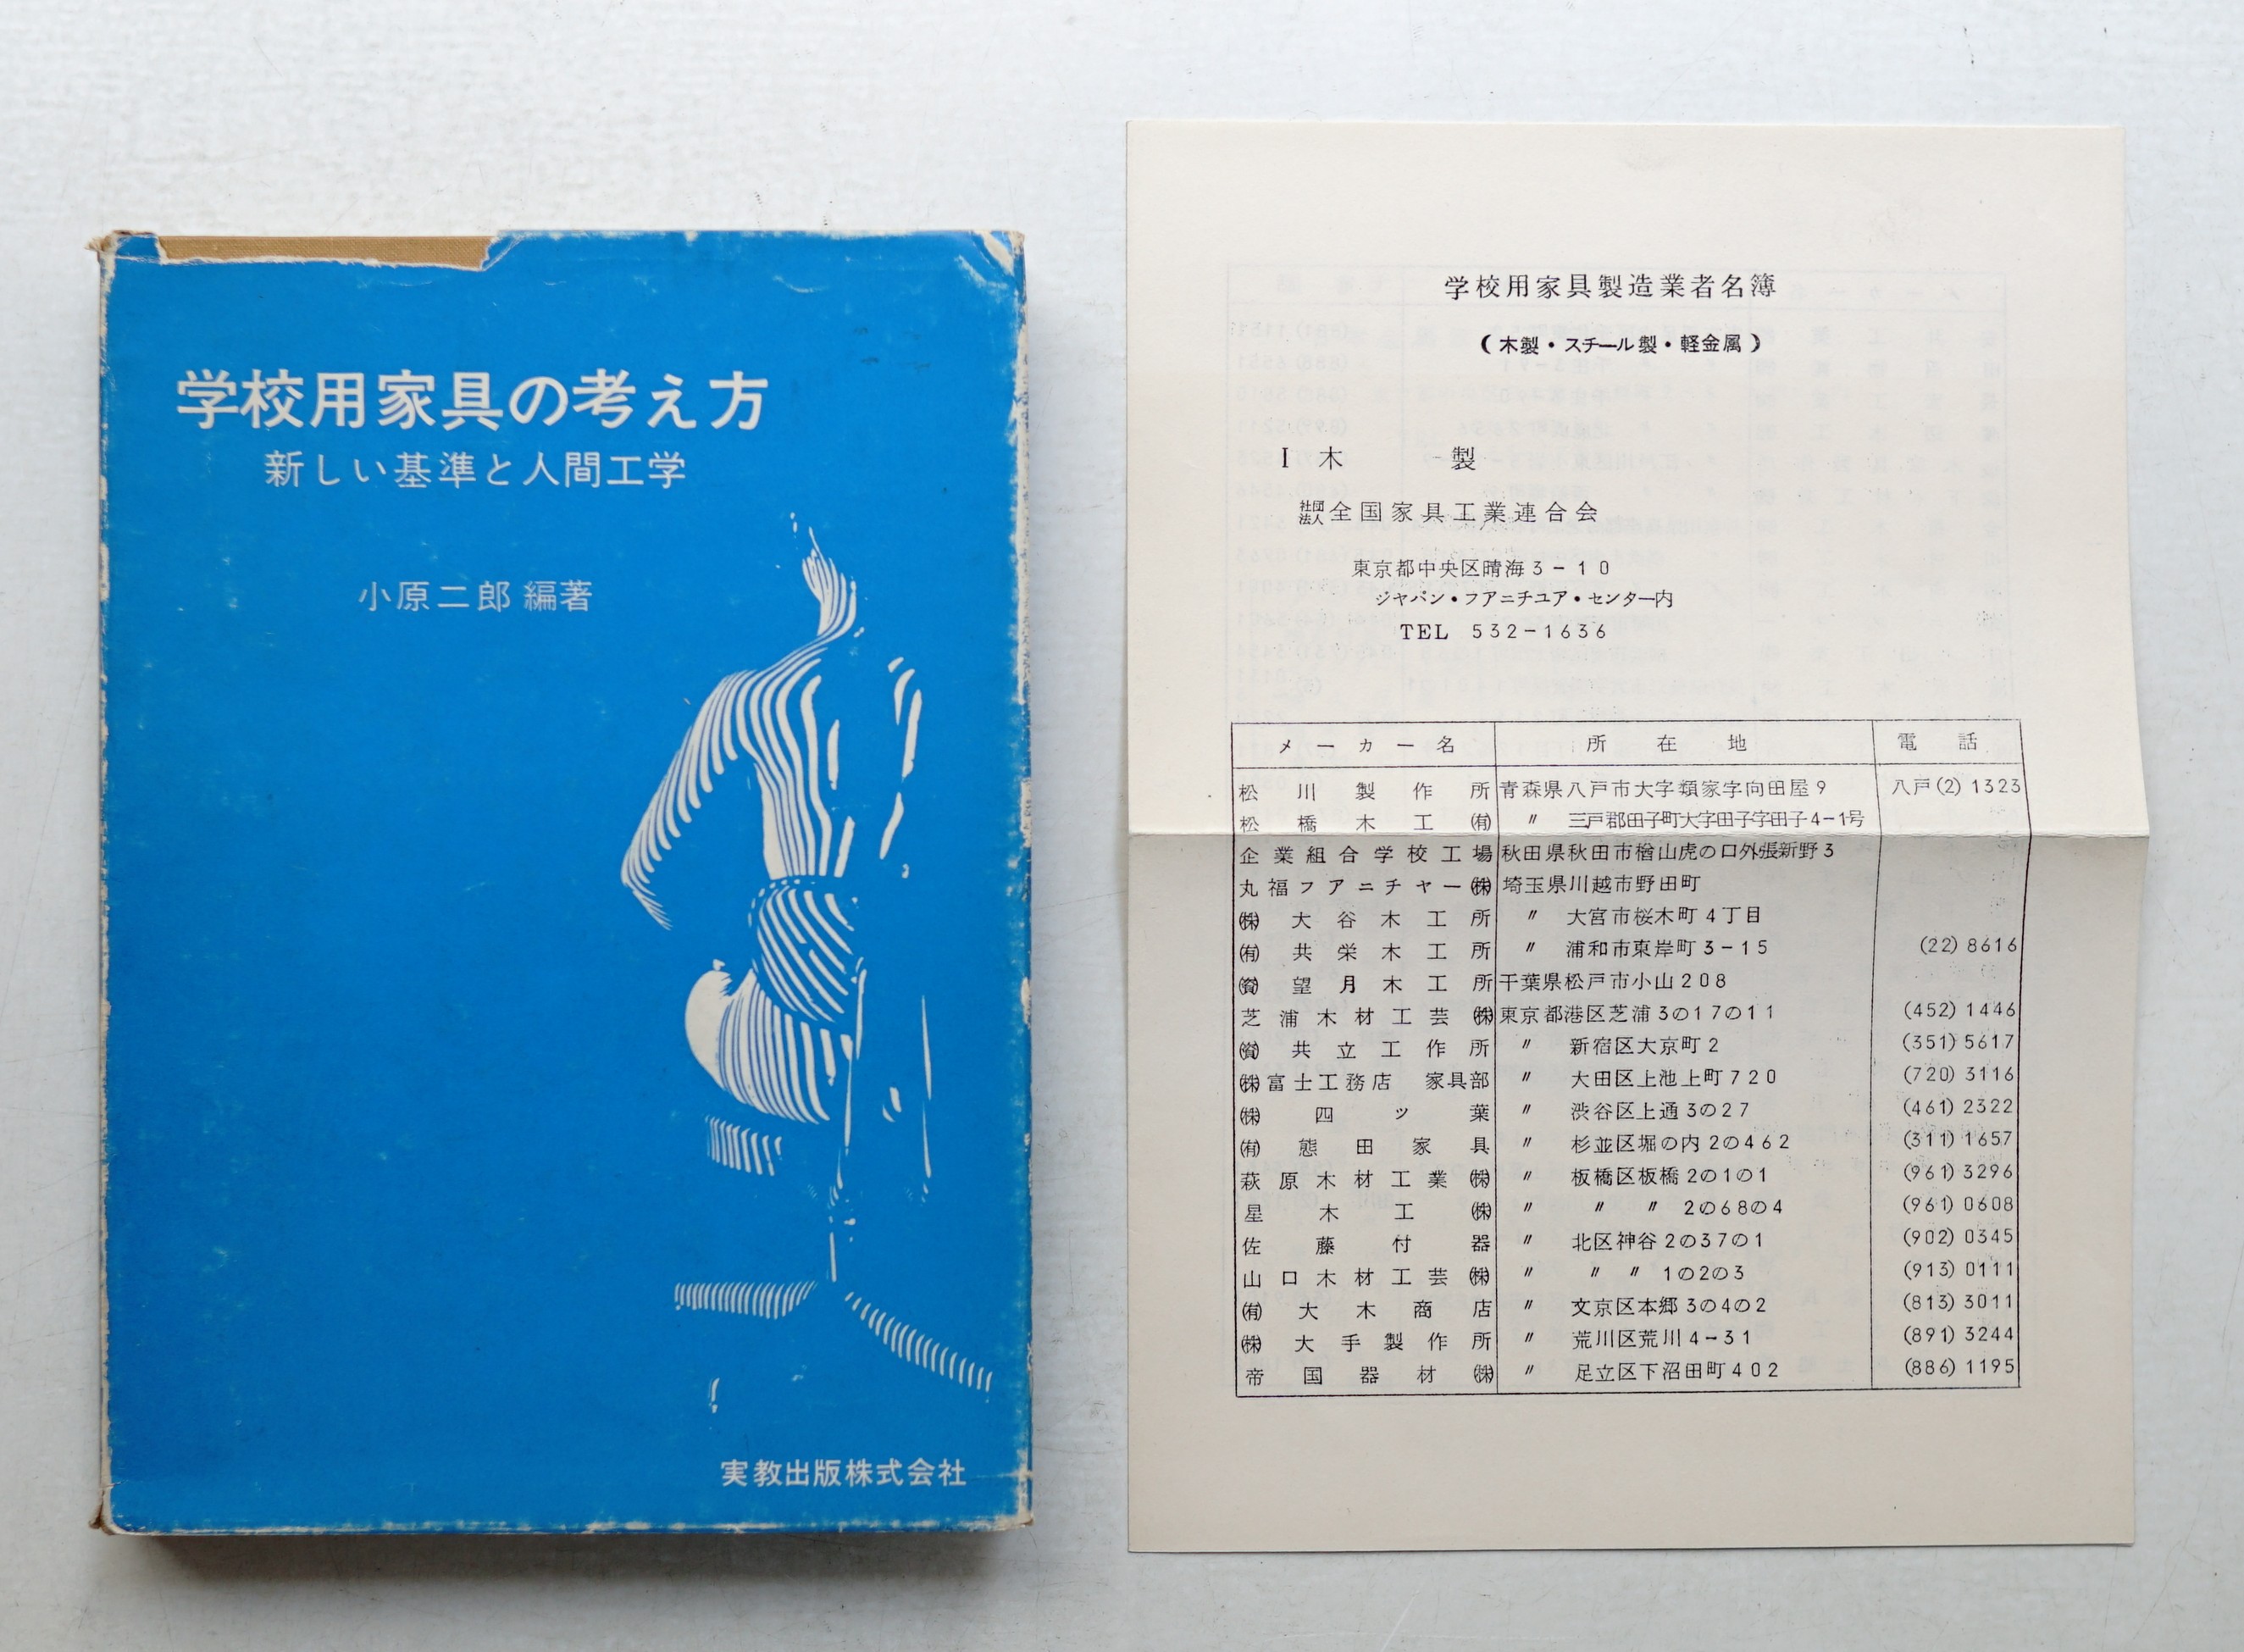 学校用家具の考え方
新しい基準と人間工学
小原二郎 編著
実教出版株式会社
学校用家具製造業者名簿
(木製・スチール製・軽金属)
I 木 製
社団法人全国家具工業連合会
東京都中央区晴海3-10
ジヤパン・フアニチユア・センター内
TEL 532-1636
メーカー名 所在地 電話
松川製作所 青森県八戸市大字類家字向田屋9 八戸(2)1323
松橋木工㈲ 〃 三戸郡田子町大字田子字田子4-1号
企業組合学校工場 秋田県秋田市楢山虎の口外張新野3
丸福フアニチヤー㈱ 埼玉県川越市野田町
㈱大谷木工所 〃 大宮市桜木町4丁目
㈲共栄木工所 〃 浦和市東岸町3-15 (22)8616
㈾望月木工所 千葉県松戸市小山208
芝浦木材工芸㈱ 東京都港区芝浦3の17の11 (452)1446
㈾共立工作所 〃 新宿区大京町2 (351)5617
㈱富士工務店 家具部 〃 大田区上池上町720 (720)3116
㈱四ッ葉 〃 渋谷区上通3の27 (461)2322
㈲態田家具 〃 杉並区堀の内2の462 (311)1657
萩原木材工業㈱ 〃 板橋区板橋2の1の1 (961)3296
星木工㈱ 〃 〃 〃 2の68の4 (961)0608
佐藤付器 〃 北区神谷2の37の1 (902)0345
山口木材工芸㈱ 〃 〃 〃 1の2の3 (913)0111
㈲大木商店 〃 文京区本郷3の4の2 (813)3011
㈱大手製作所 〃 荒川区荒川4-31 (891)3244
帝国器材㈱ 〃 足立区下沼田町402 (886)1195